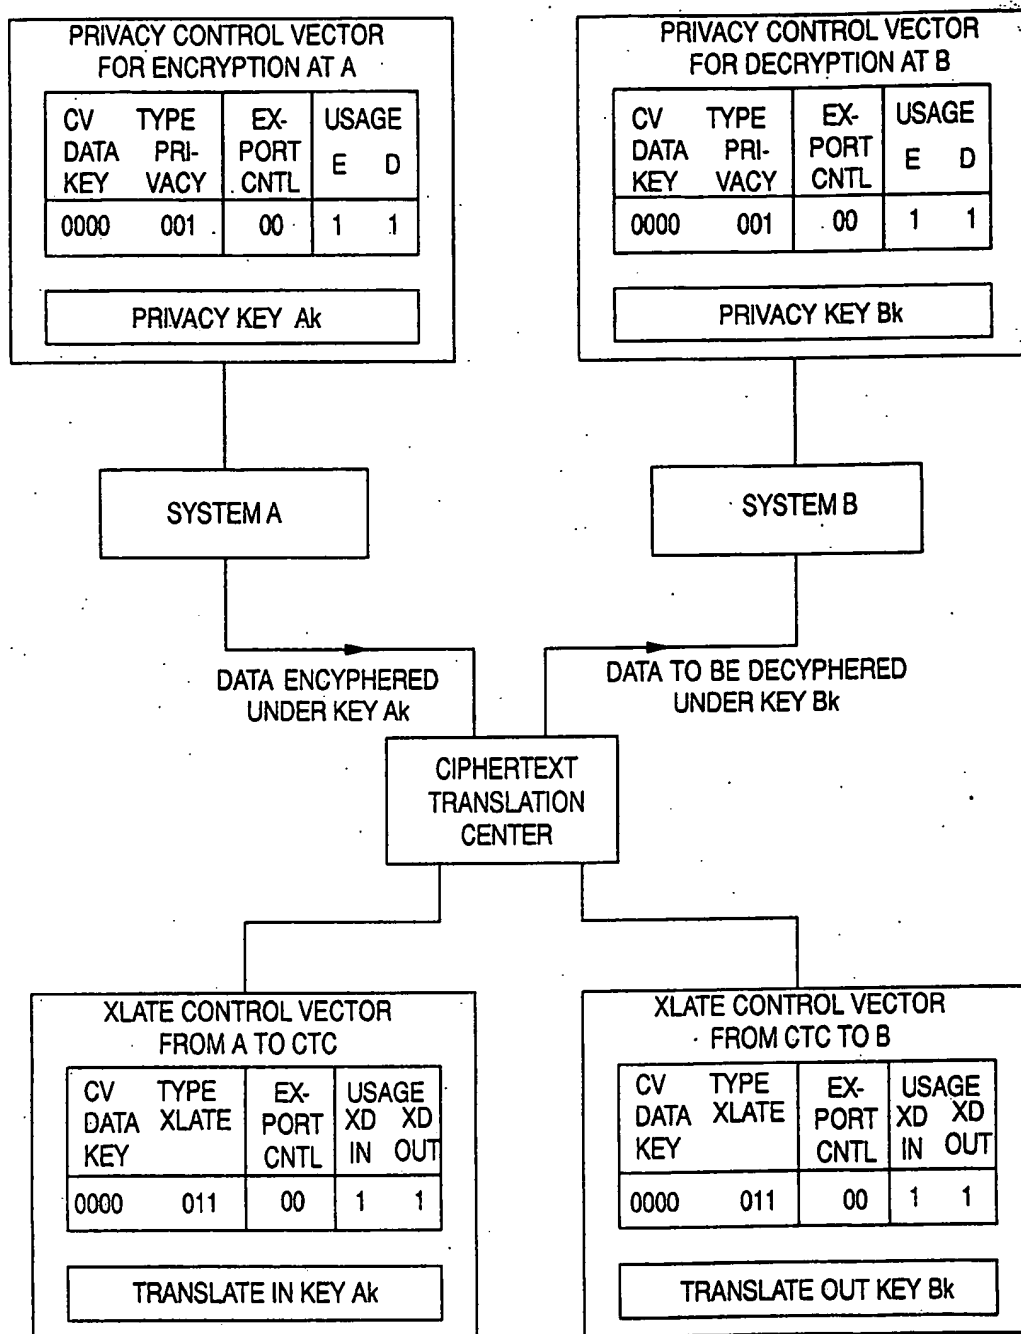 PRIVACY CONTROL VECTOR
FOR ENCRYPTION AT A
CV TYPE EX- USAGE
DATA PRI- PORT E D
KEY VACY CNTL
0000 001 00 1 1
PRIVACY KEY Ak
PRIVACY CONTROL VECTOR
FOR DECRYPTION AT B
CV TYPE EX- USAGE
DATA PRI- PORT E D
KEY VACY CNTL
0000 001 00 1 1
PRIVACY KEY Bk
SYSTEM A
SYSTEM B
DATA ENCYPHERED
UNDER KEY Ak
DATA TO BE DECYPHERED
UNDER KEY Bk
CIPHERTEXT
TRANSLATION
CENTER
XLATE CONTROL VECTOR
FROM A TO CTC
CV TYPE EX- USAGE
DATA XLATE PORT XD XD
KEY CNTL IN OUT
0000 011 00 1 1
TRANSLATE IN KEY Ak
XLATE CONTROL VECTOR
FROM CTC TO B
CV TYPE EX- USAGE
DATA XLATE PORT XD XD
KEY CNTL IN OUT
0000 011 00 1 1
TRANSLATE OUT KEY Bk